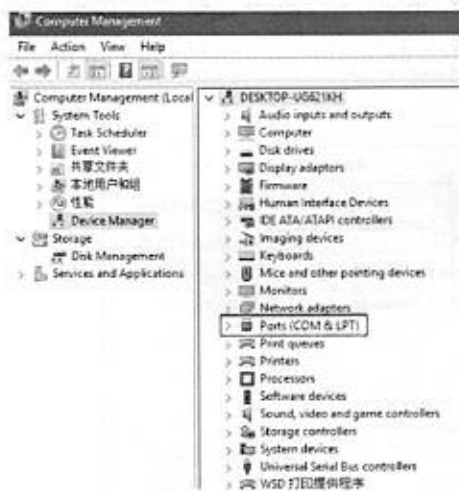 Computer Management
File Action View Help
Computer Management (Local
System Tools
Task Scheduler
Event Viewer
共享文件夹
本地用户和组
性能
Device Manager
Storage
Disk Management
Services and Applications
DESKTOP-UG621KH
Audio inputs and outputs
Computer
Disk drives
Display adaptors
Firmware
Human Interface Devices
IDE ATA/ATAPI controllers
Imaging devices
Keyboards
Mice and other pointing devices
Monitors
Network adapters
Ports (COM & LPT)
Print queues
Printers
Processors
Software devices
Sound, video and game controllers
Storage controllers
System devices
Universal Serial Bus controllers
WSD 打印提供程序